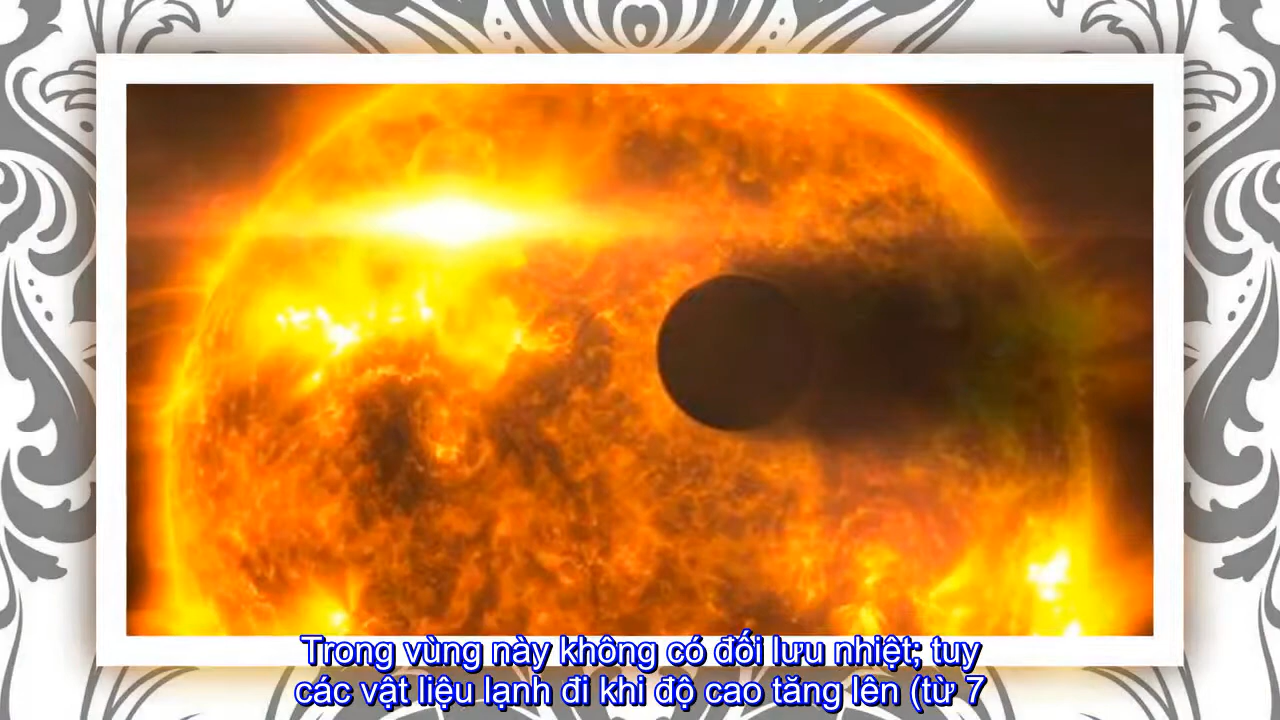 Trong vùng này không có đối lưu nhiệt; tuy
các vật liệu lạnh đi khi độ cao tăng lên (từ 7